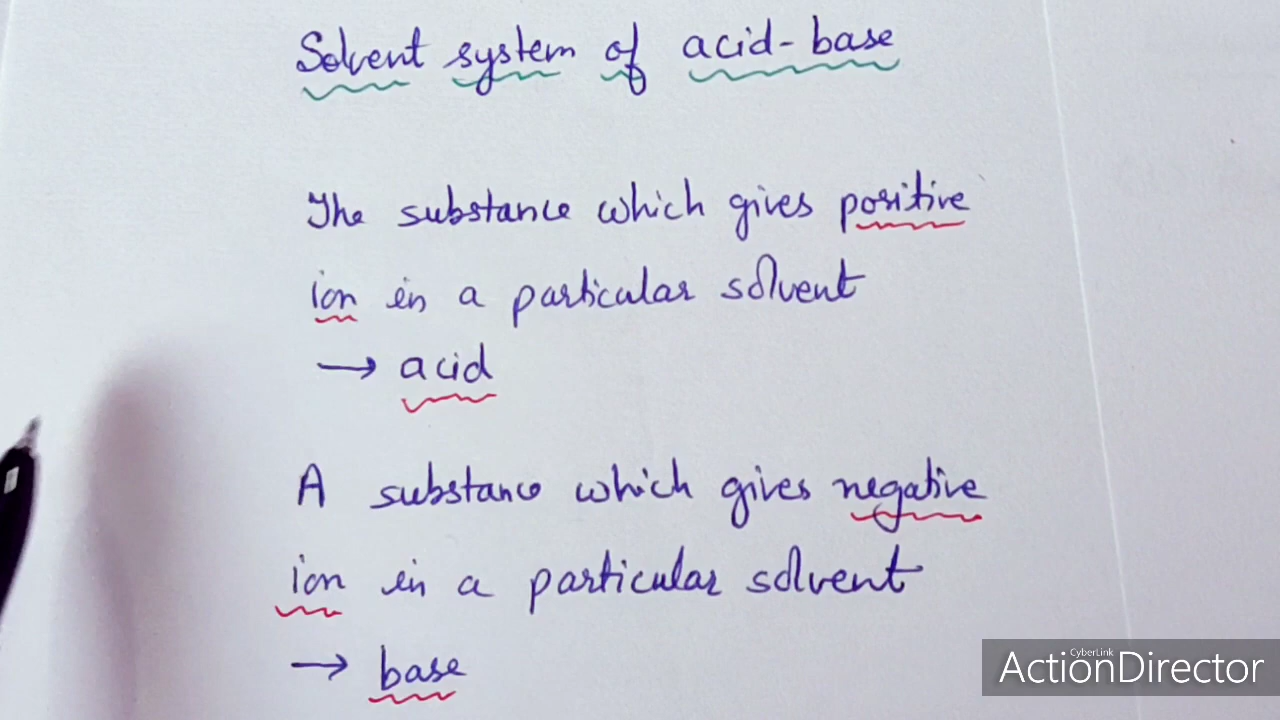 Solvent system of acid-base
The substance which gives positive
ion in a particular solvent
→ acid
A substance which gives negative
ion in a particular solvent
→ base
CyberLink
ActionDirector